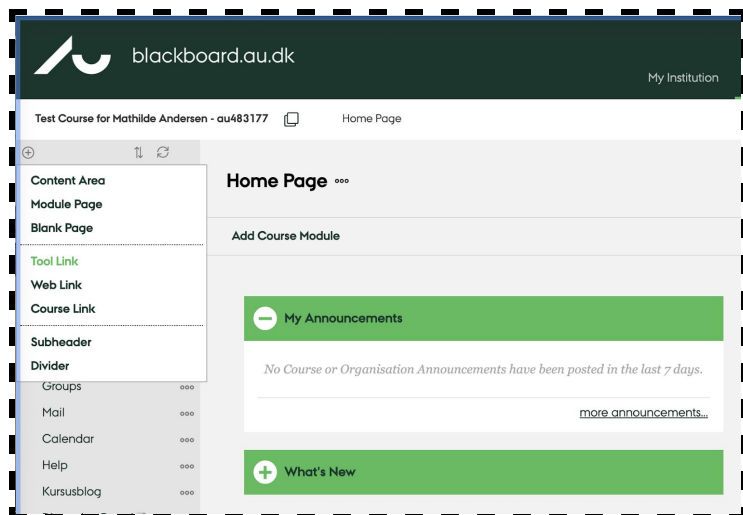 blackboard.au.dk
My Institution
Test Course for Mathilde Andersen - au483177
Home Page
Content Area
Module Page
Blank Page
Tool Link
Web Link
Course Link
Subheader
Divider
Groups
Mail
Calendar
Help
Kursusblog
Home Page
Add Course Module
My Announcements
No Course or Organisation Announcements have been posted in the last 7 days.
more announcements...
What's New